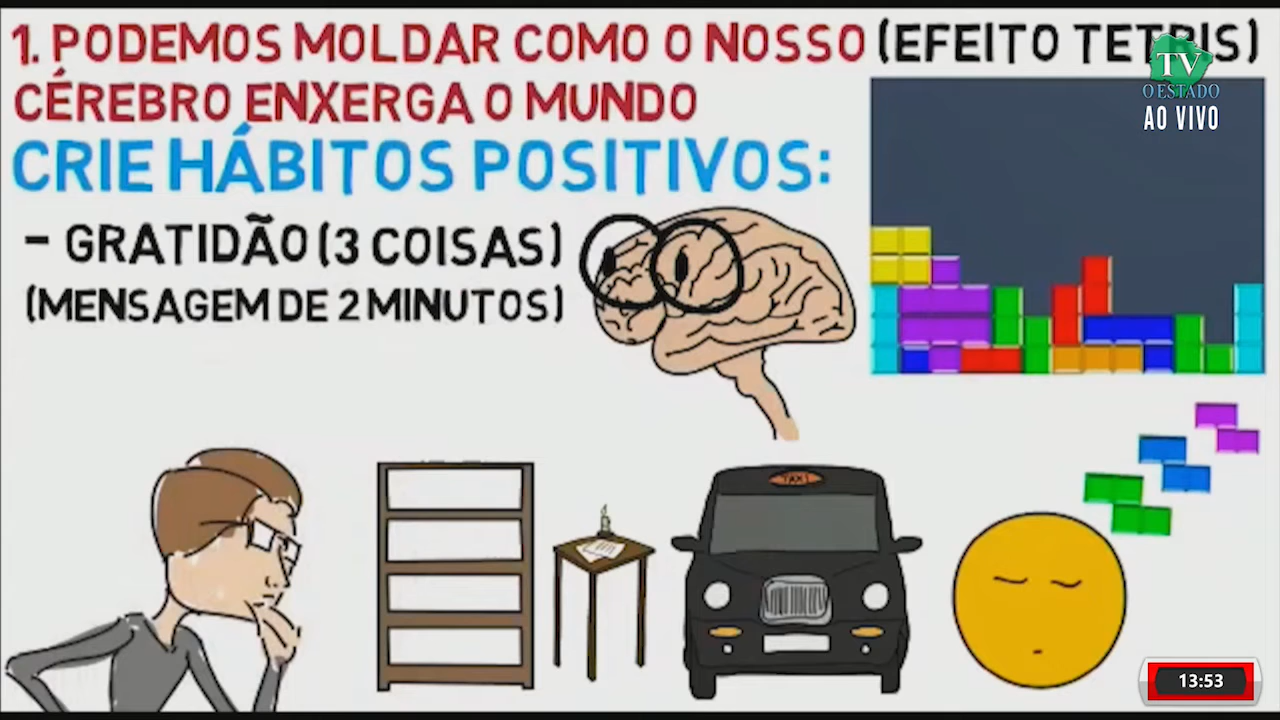 1. PODEMOS MOLDAR COMO O NOSSO (EFEITO TETRIS)
CÉREBRO ENXERGA O MUNDO
CRIE HÁBITOS POSITIVOS:
- GRATIDÃO (3 COISAS)
(MENSAGEM DE 2 MINUTOS)
TV
O ESTADO
AO VIVO
TAXI
13:53